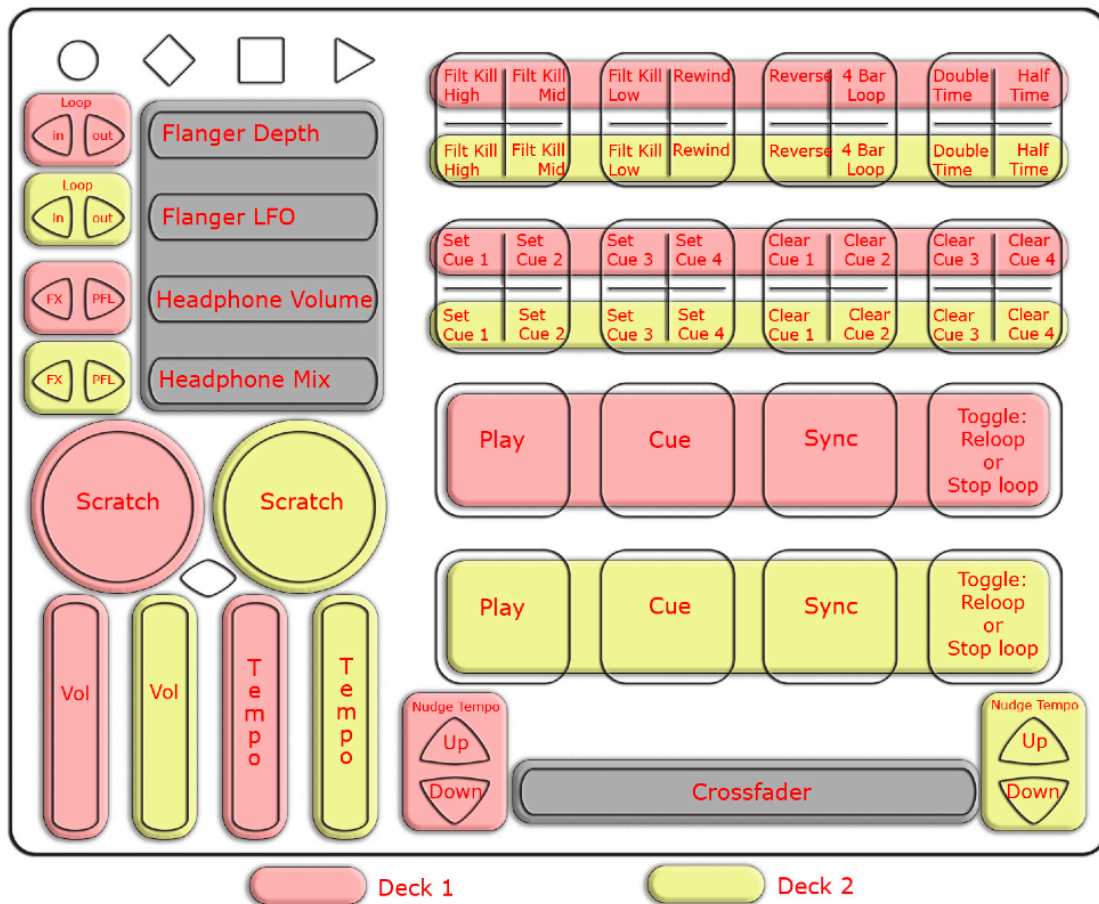 Loop
in out
Loop
In out
FX PFL
FX PFL
Flanger Depth
Flanger LFO
Headphone Volume
Headphone Mix
Filt Kill High
Filt Kill Mid
Filt Kill Low
Rewind
Reverse
4 Bar Loop
Double Time
Half Time
Filt Kill High
Filt Kill Mid
Filt Kill Low
Rewind
Reverse
4 Bar Loop
Double Time
Half Time
Set Cue 1
Set Cue 2
Set Cue 3
Set Cue 4
Clear Cue 1
Clear Cue 2
Clear Cue 3
Clear Cue 4
Set Cue 1
Set Cue 2
Set Cue 3
Set Cue 4
Clear Cue 1
Clear Cue 2
Clear Cue 3
Clear Cue 4
Play
Cue
Sync
Toggle:
Reloop
or
Stop loop
Play
Cue
Sync
Toggle:
Reloop
or
Stop loop
Scratch
Scratch
Vol
Vol
Tempo
Tempo
Nudge Tempo
Up
Down
Crossfader
Nudge Tempo
Up
Down
Deck 1
Deck 2